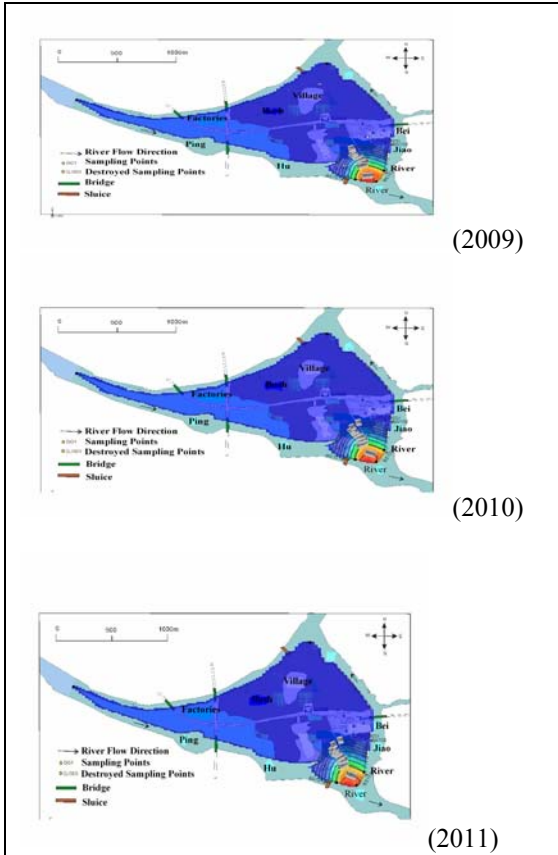 0 900 1000m
Village
Factories
Bei
Ping
Jiao
River Flow Direction
Hu
River
Sampling Points
Destroyed Sampling Points
Bridge
River
Sluice
(2009)
0 900 1000m
Village
Factories
Bei
Ping
Jiao
River Flow Direction
Hu
River
Sampling Points
Destroyed Sampling Points
River
Bridge
Sluice
(2010)
0 900 1000m
Village
Factories
Bei
Ping
Jiao
River Flow Direction
Hu
River
Sampling Points
Destroyed Sampling Points
River
Bridge
Sluice
(2011)